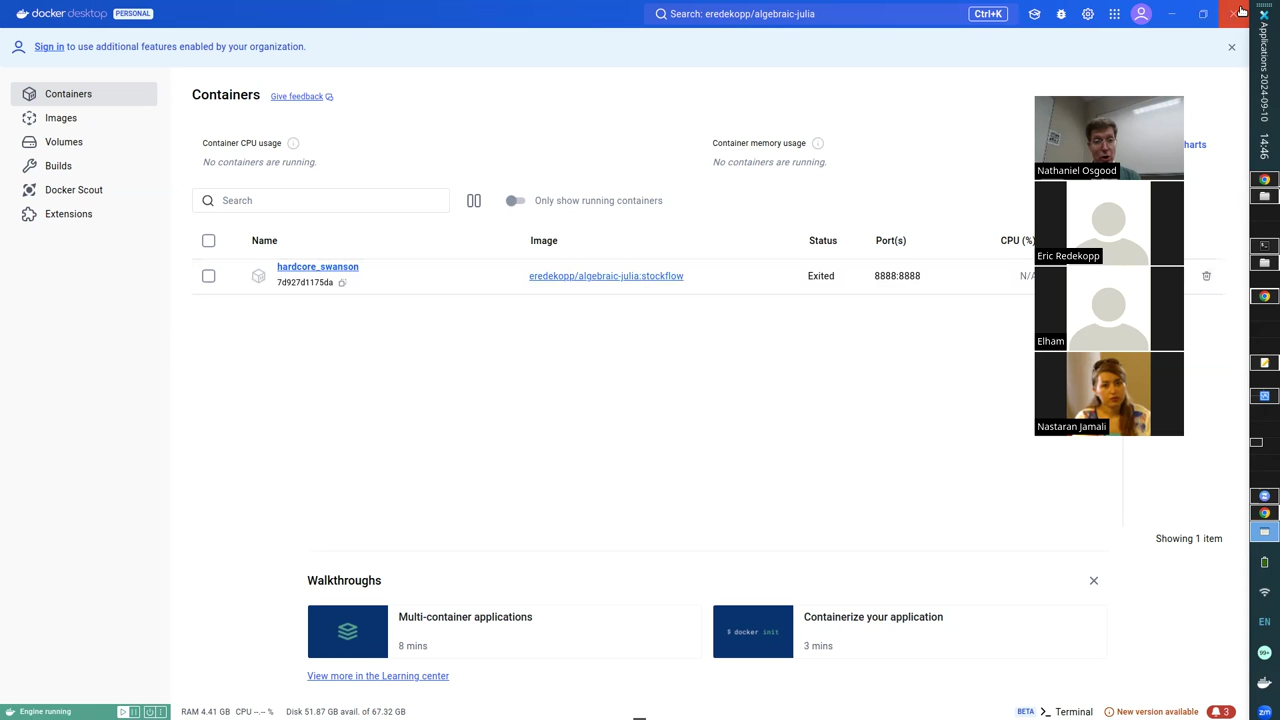 docker desktop PERSONAL
Search: eredekopp/algebraic-julia Ctrl+K
Sign in to use additional features enabled by your organization.
Containers
Images
Volumes
Builds
Docker Scout
Extensions
Containers Give feedback
Container CPU usage
No containers are running.
Container memory usage
No containers are running.
harts
Search
Only show running containers
Name Image Status Port(s) CPU (%)
hardcore_swanson eredekopp/algebraic-julia:stockflow Exited 8888:8888 N/A
7d927d1175da
Showing 1 item
Walkthroughs
Multi-container applications
8 mins
$ docker init
Containerize your application
3 mins
View more in the Learning center
Engine running
RAM 4.41 GB CPU --.-- % Disk 51.87 GB avail. of 67.32 GB
BETA Terminal New version available 3
Nathaniel Osgood
Eric Redekopp
Elham
Nastaran Jamali
Applications 2024-09-10 14:46
EN
99+
zm